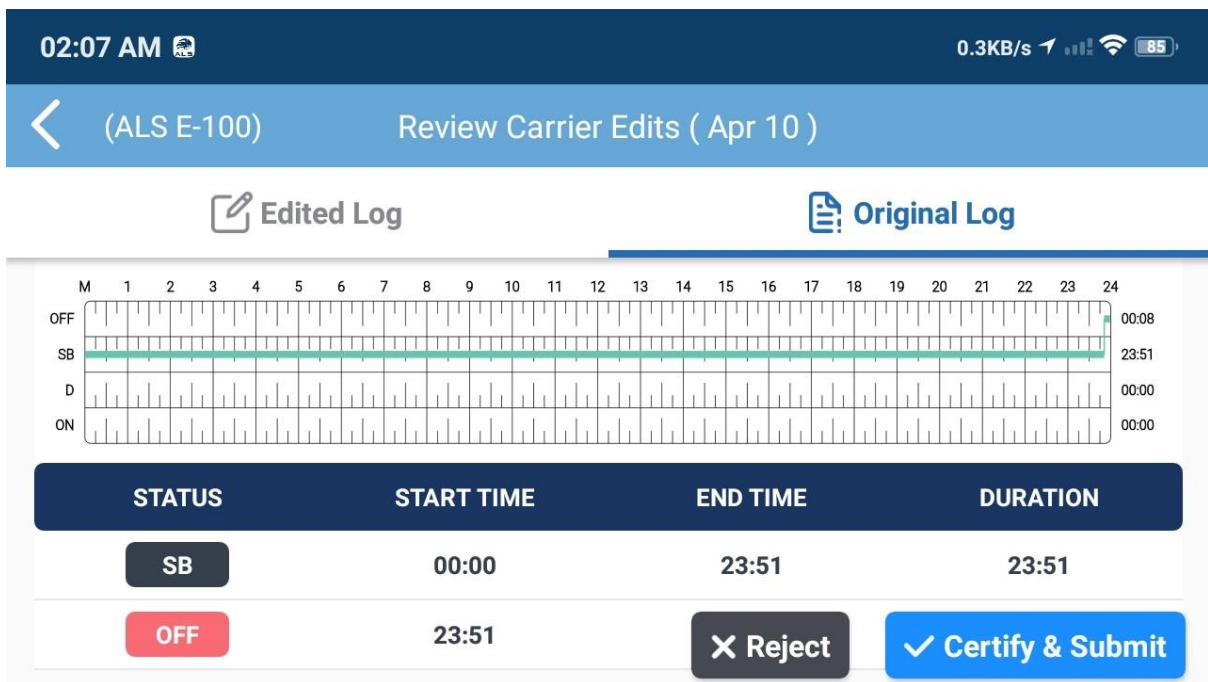 02:07 AM ALS 0.3KB/s 85
(ALS E-100) Review Carrier Edits ( Apr 10 )
Edited Log Original Log
M 1 2 3 4 5 6 7 8 9 10 11 12 13 14 15 16 17 18 19 20 21 22 23 24
OFF 00:08
SB 23:51
D 00:00
ON 00:00
STATUS START TIME END TIME DURATION
SB 00:00 23:51 23:51
OFF 23:51 Reject Certify & Submit